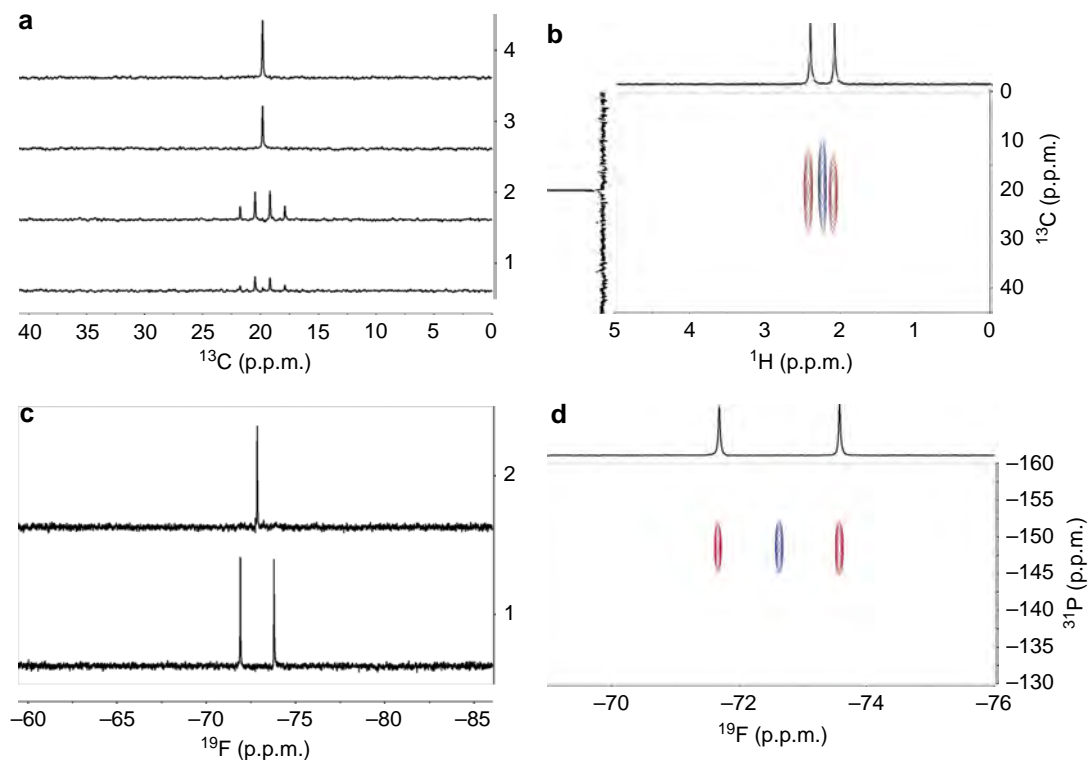 a
4
3
2
1
40 35 30 25 20 15 10 5 0
¹³C (p.p.m.)
b
0
10
20
30
40
¹³C (p.p.m.)
5 4 3 2 1 0
¹H (p.p.m.)
c
2
1
–60 –65 –70 –75 –80 –85
¹⁹F (p.p.m.)
d
–160
–155
–150
–145
–140
–135
–130
³¹P (p.p.m.)
–70 –72 –74 –76
¹⁹F (p.p.m.)